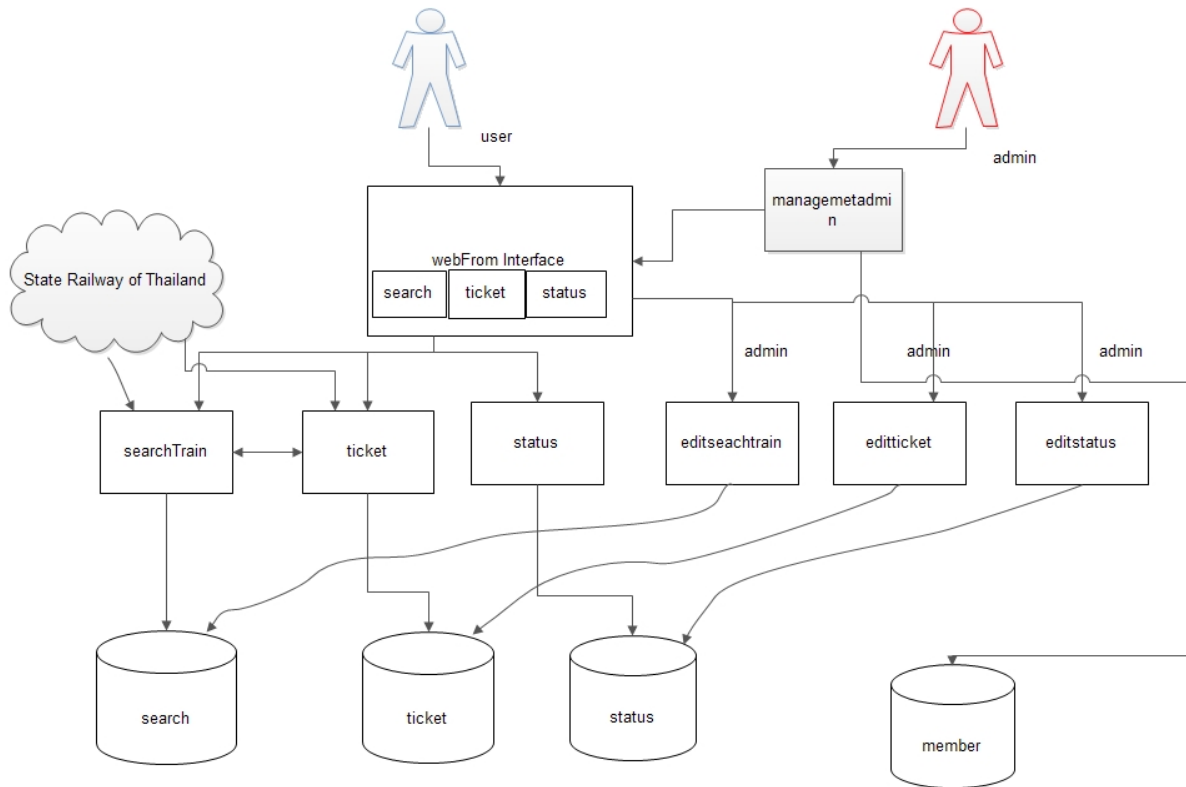 user
admin
managemetadmi
n
State Railway of Thailand
webFrom Interface
search
ticket
status
admin
admin
admin
searchTrain
ticket
status
editseachtrain
editticket
editstatus
search
ticket
status
member